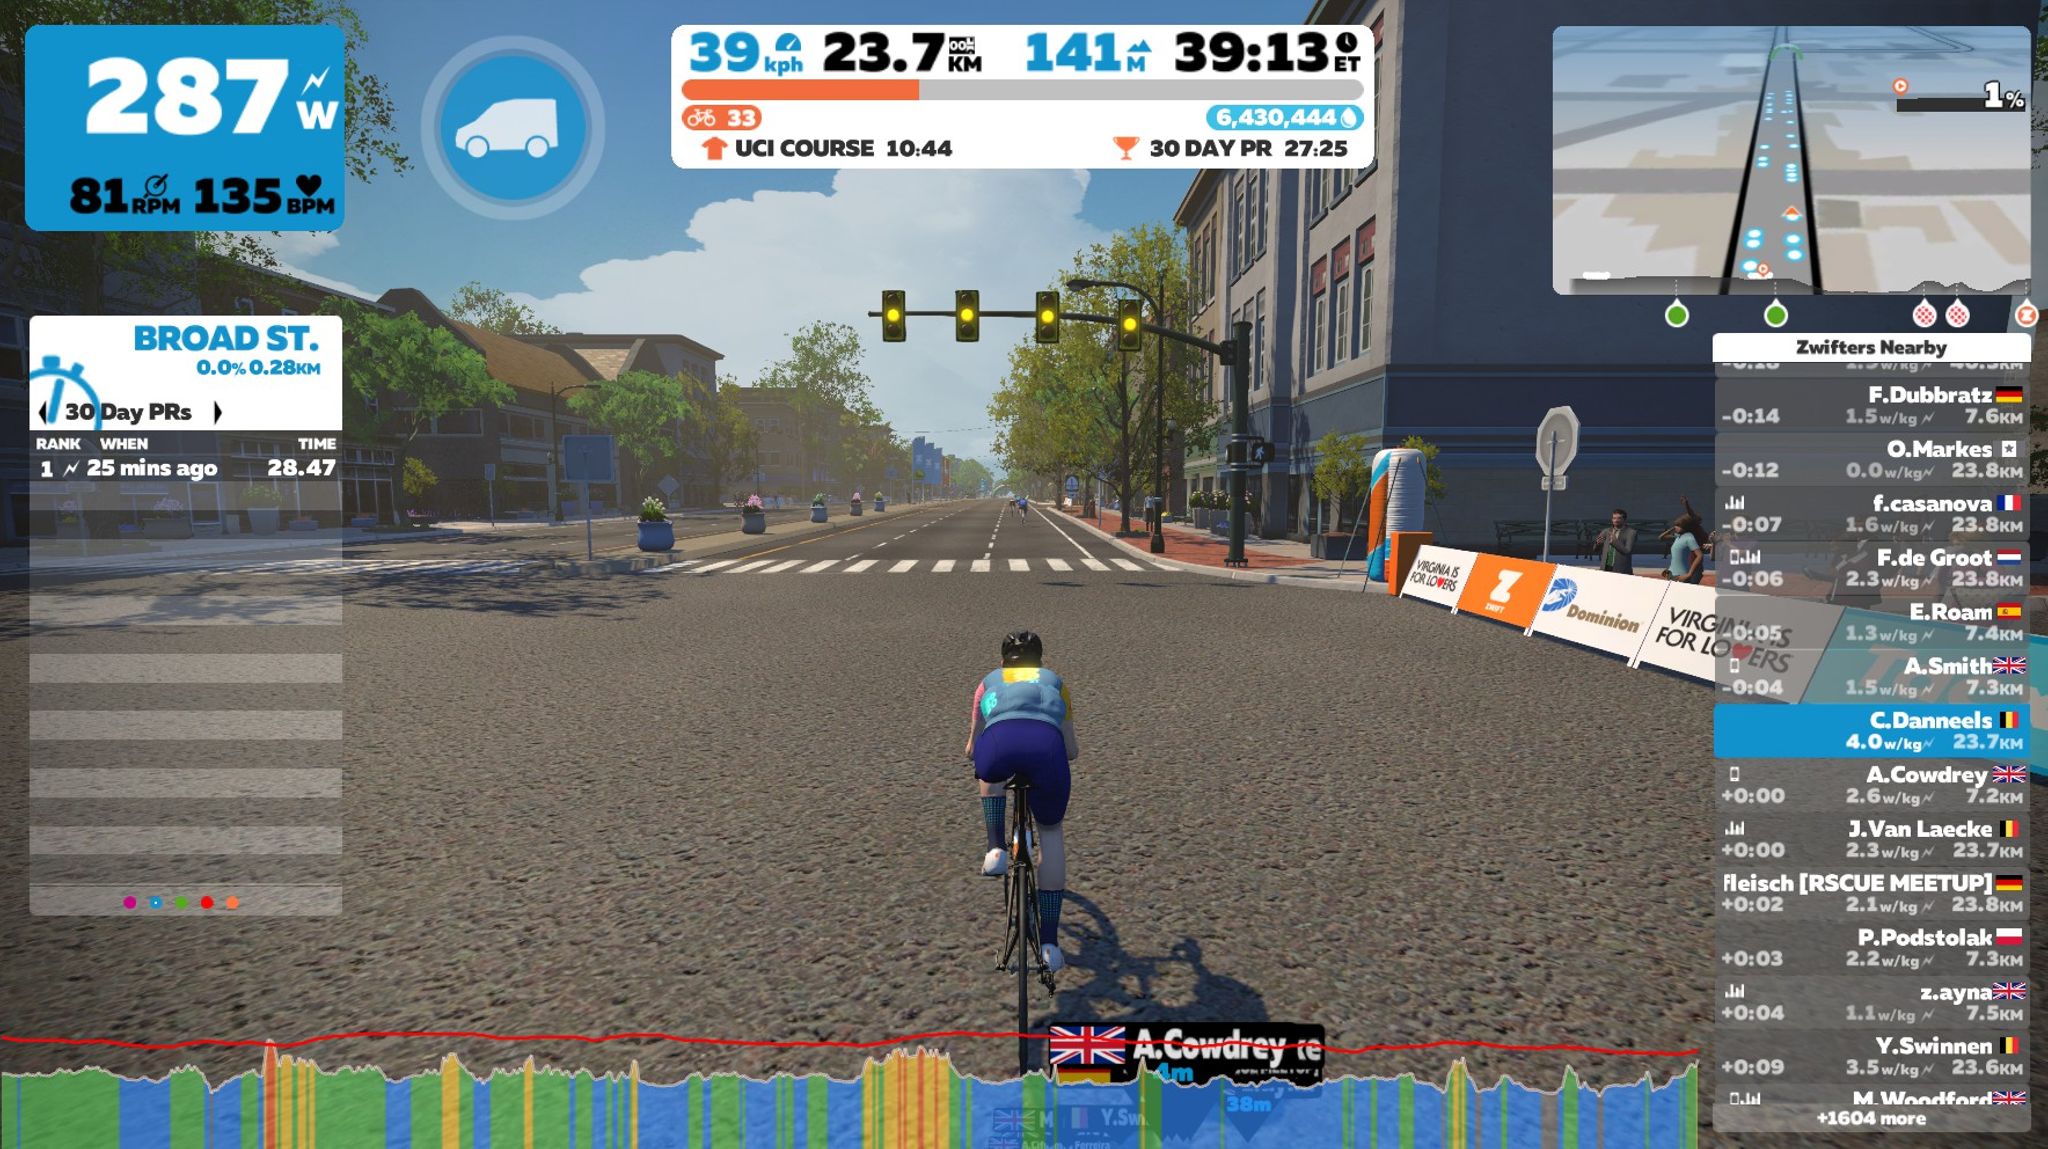 287 W
81 RPM 135 BPM
39 kph 23.7 KM 141 M 39:13 ET
33
6,430,444
UCI COURSE 10:44
30 DAY PR 27:25
1%
BROAD ST.
0.0% 0.28KM
30 Day PRs
RANK WHEN TIME
1 25 mins ago 28.47
VIRGINIA IS FOR LOVERS
Z
ZWIFT
Dominion
VIRGINIA IS
FOR LOVERS
Zwifters Nearby
F.Dubbratz
-0:14 1.5w/kg 7.6KM
O.Markes
-0:12 0.0w/kg 23.8KM
f.casanova
-0:07 1.6w/kg 23.8KM
F.de Groot
-0:06 2.3w/kg 23.8KM
E.Roam
-0:05 1.3w/kg 7.4KM
A.Smith
-0:04 1.5w/kg 7.3KM
C.Danneels
4.0w/kg 23.7KM
A.Cowdrey
+0:00 2.6w/kg 7.2KM
J.Van Laecke
+0:00 2.3w/kg 23.7KM
fleisch [RSCUE MEETUP]
+0:02 2.1w/kg 23.8KM
P.Podstolak
+0:03 2.2w/kg 7.3KM
z.ayna
+0:04 1.1w/kg 7.5KM
Y.Swinnen
+0:09 3.5w/kg 23.6KM
M.Woodford
+1604 more
A.Cowdrey
38m